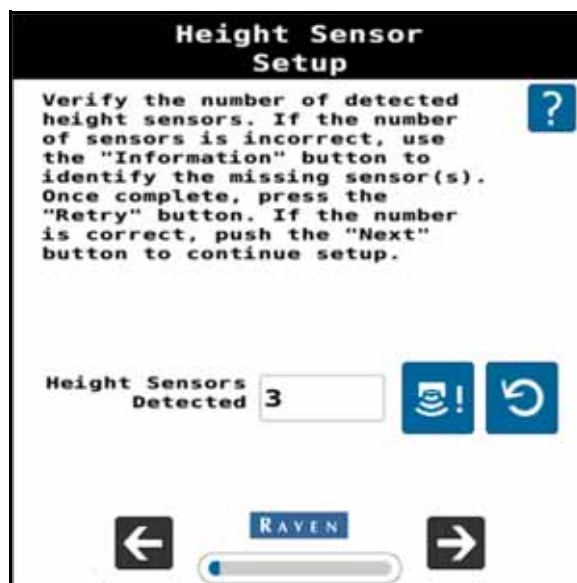 Height Sensor
Setup
Verify the number of detected
height sensors. If the number
of sensors is incorrect, use
the "Information" button to
identify the missing sensor(s).
Once complete, press the
"Retry" button. If the number
is correct, push the "Next"
button to continue setup.
?
Height Sensors
Detected
3
!
RAVEN